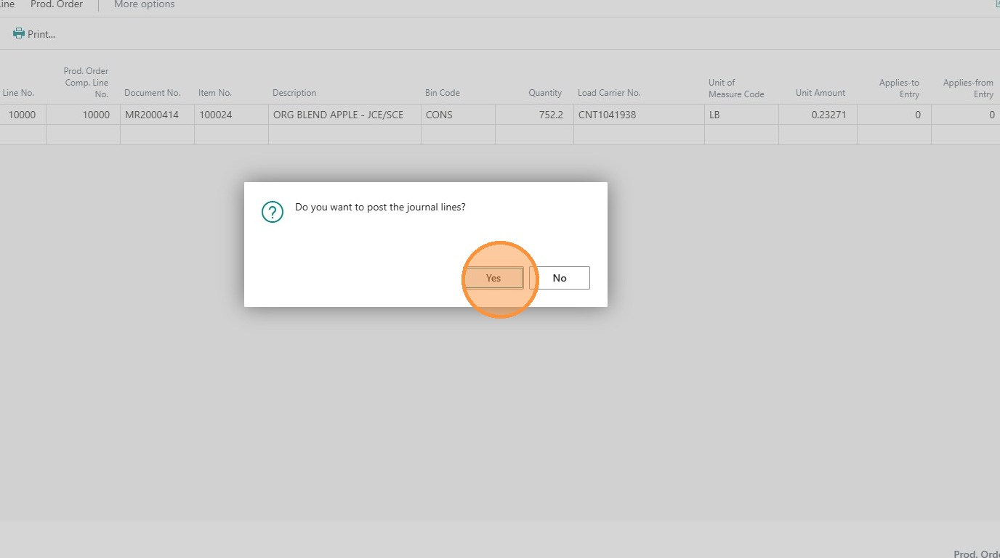 ine Prod. Order More options
Print...
Line No. Prod. Order Comp. Line No. Document No. Item No. Description Bin Code Quantity Load Carrier No. Unit of Measure Code Unit Amount Applies-to Entry Applies-from Entry
10000 10000 MR2000414 100024 ORG BLEND APPLE - JCE/SCE CONS 752.2 CNT1041938 LB 0.23271 0 0
? Do you want to post the journal lines?
Yes No
Prod. Orde